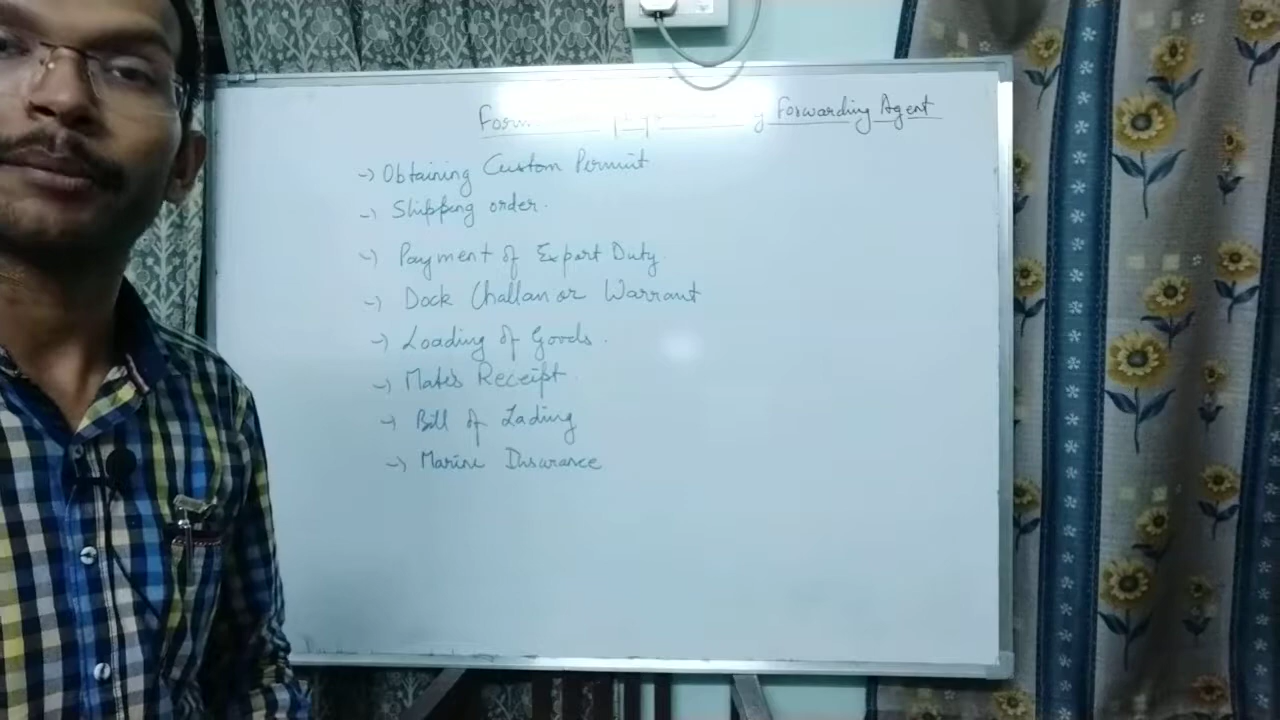 For y Forwarding Agent
→ Obtaining Custom Permit
→ Shipping order.
→ Payment of Export Duty
→ Dock Challan or Warrant
→ Loading of Goods.
→ Mate's Receipt
→ Bill of Lading
→ Marine Insurance